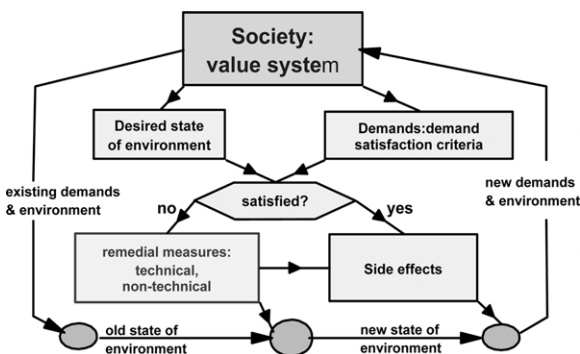 Society:
value system
Desired state
of environment
Demands:demand
satisfaction criteria
existing demands
& environment
new demands
& environment
satisfied?
no
yes
remedial measures:
technical,
non-technical
Side effects
old state of
environment
new state of
environment